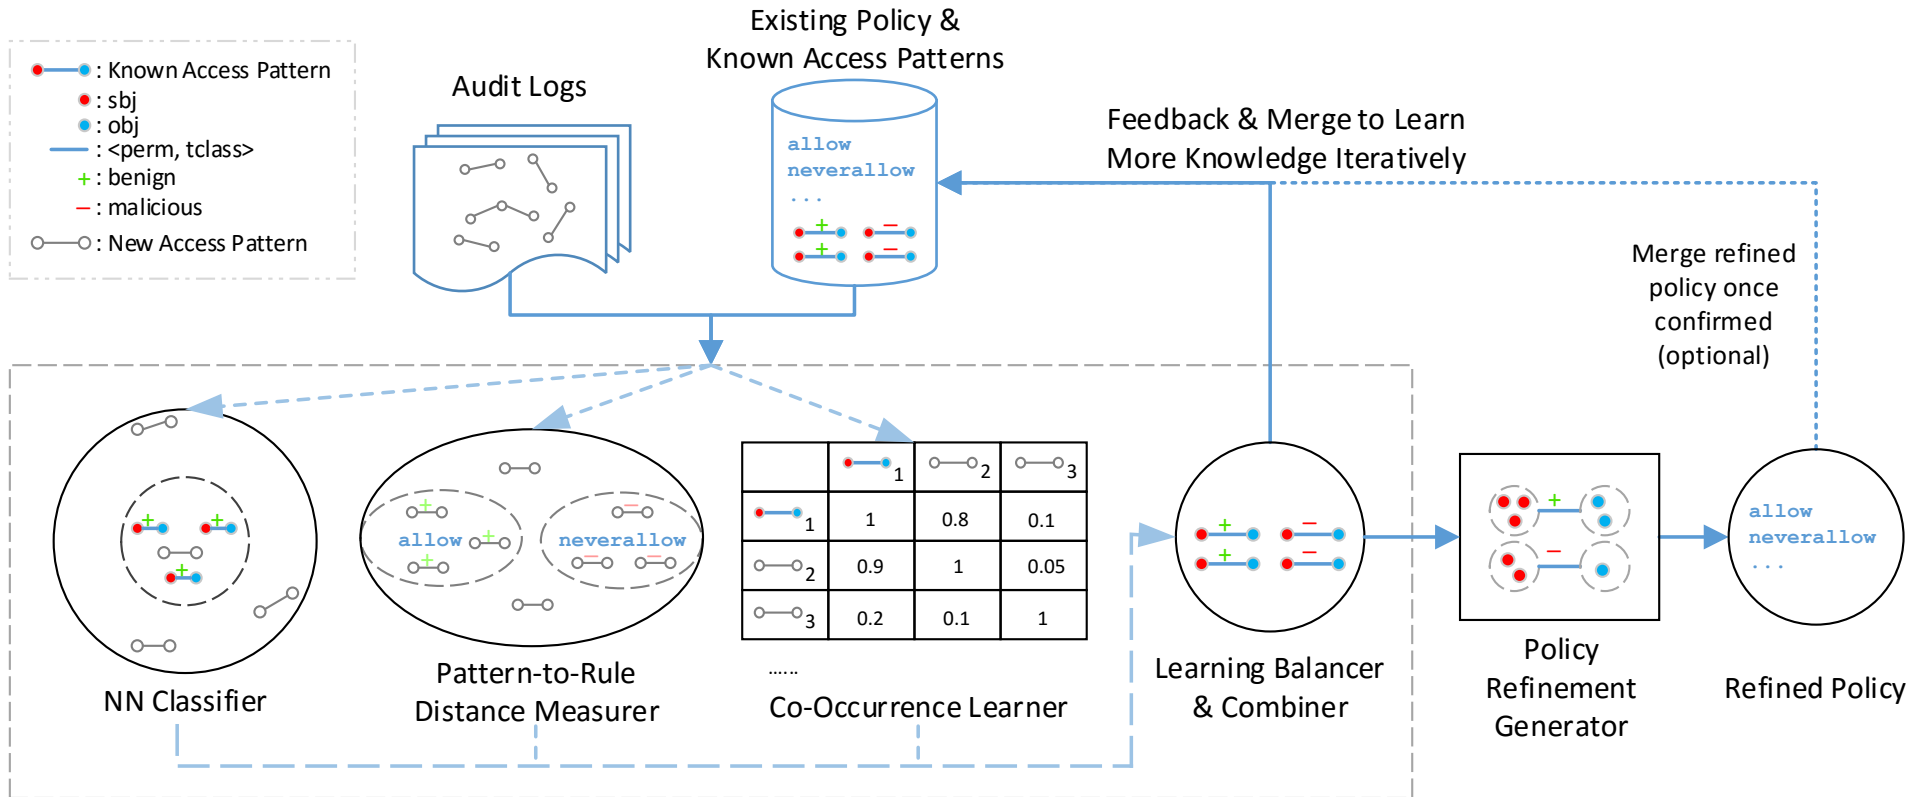 Existing Policy &
Known Access Patterns
Audit Logs
: Known Access Pattern
: sbj
: obj
: <perm, tclass>
+ : benign
− : malicious
: New Access Pattern
allow
neverallow
...
+ −
+ −
Feedback & Merge to Learn
More Knowledge Iteratively
Merge refined
policy once
confirmed
(optional)
+ +
+
NN Classifier
+ −
allow + neverallow
+ − −
Pattern-to-Rule
Distance Measurer
1 2 3
1 1 0.8 0.1
2 0.9 1 0.05
3 0.2 0.1 1
......
Co-Occurrence Learner
+ −
+ −
Learning Balancer
& Combiner
+
−
Policy
Refinement
Generator
allow
neverallow
...
Refined Policy